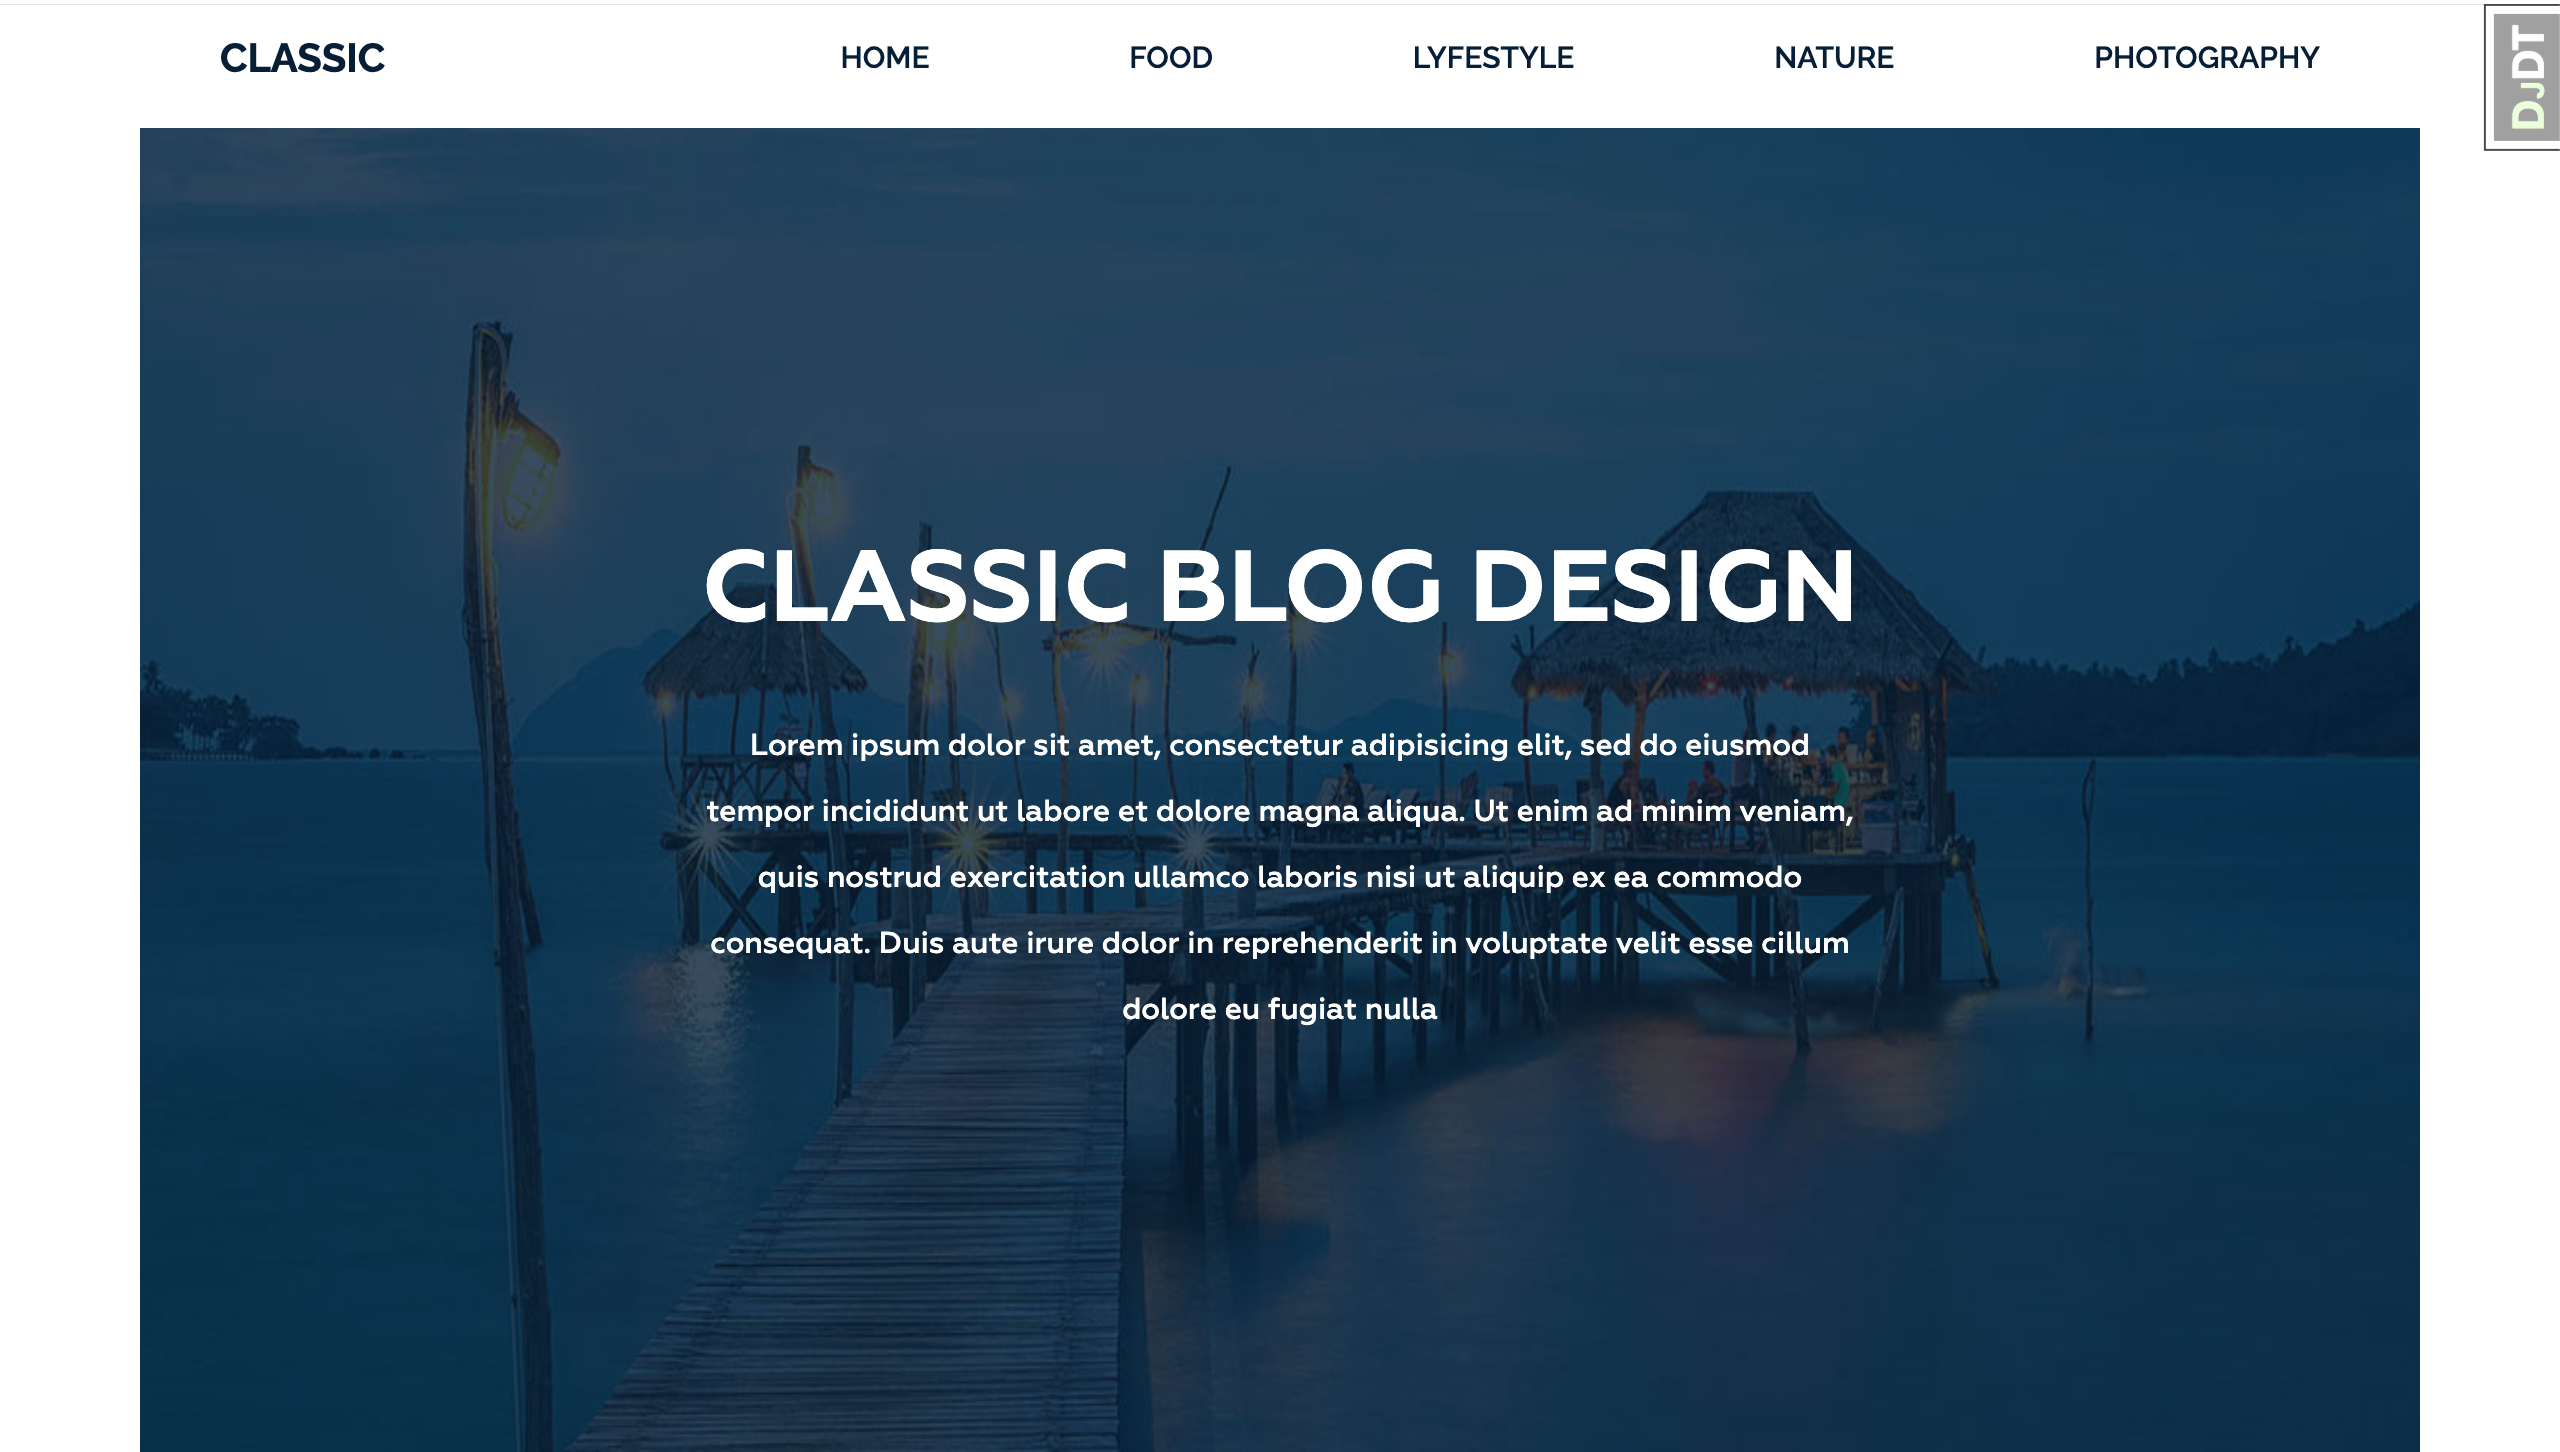 CLASSIC HOME FOOD LYFESTYLE NATURE PHOTOGRAPHY
DJDT
CLASSIC BLOG DESIGN
Lorem ipsum dolor sit amet, consectetur adipisicing elit, sed do eiusmod
tempor incididunt ut labore et dolore magna aliqua. Ut enim ad minim veniam,
quis nostrud exercitation ullamco laboris nisi ut aliquip ex ea commodo
consequat. Duis aute irure dolor in reprehenderit in voluptate velit esse cillum
dolore eu fugiat nulla